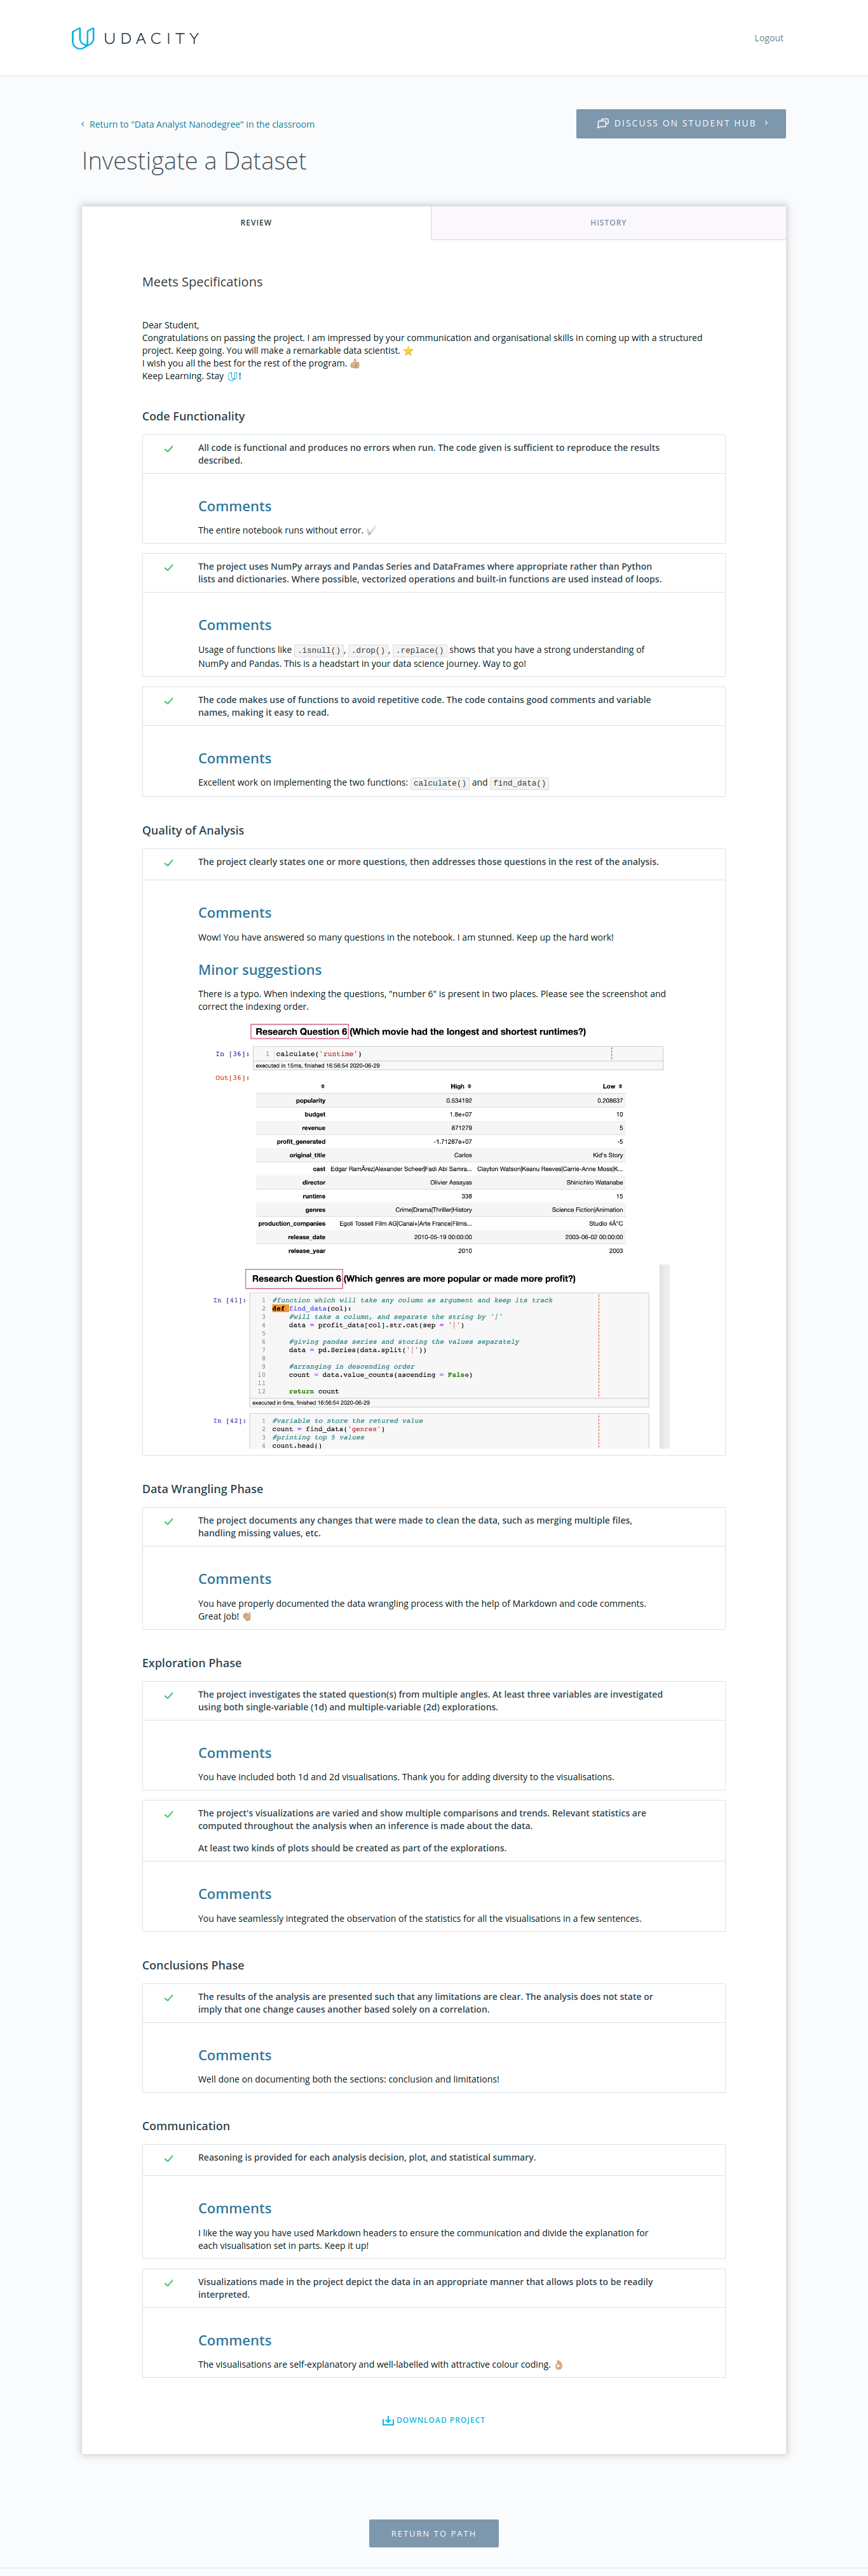 UDACITY
Logout
Return to "Data Analyst Nanodegree" in the classroom
DISCUSS ON STUDENT HUB
Investigate a Dataset
REVIEW
HISTORY
Meets Specifications
Dear Student,
Congratulations on passing the project. I am impressed by your communication and organisational skills in coming up with a structured
project. Keep going. You will make a remarkable data scientist. ⭐
I wish you all the best for the rest of the program. 👍
Keep Learning. Stay !
Code Functionality
All code is functional and produces no errors when run. The code given is sufficient to reproduce the results
described.
Comments
The entire notebook runs without error. ✔
The project uses NumPy arrays and Pandas Series and DataFrames where appropriate rather than Python
lists and dictionaries. Where possible, vectorized operations and built-in functions are used instead of loops.
Comments
Usage of functions like .isnull(), .drop(), .replace() shows that you have a strong understanding of
NumPy and Pandas. This is a headstart in your data science journey. Way to go!
The code makes use of functions to avoid repetitive code. The code contains good comments and variable
names, making it easy to read.
Comments
Excellent work on implementing the two functions: calculate() and find_data()
Quality of Analysis
The project clearly states one or more questions, then addresses those questions in the rest of the analysis.
Comments
Wow! You have answered so many questions in the notebook. I am stunned. Keep up the hard work!
Minor suggestions
There is a typo. When indexing the questions, "number 6" is present in two places. Please see the screenshot and
correct the indexing order.
Research Question 6 (Which movie had the longest and shortest runtimes?)
In [36]: 1 calculate('runtime')
executed in 15ms, finished 16:56:54 2020-06-29
Out[36]:
High Low
popularity 0.534192 0.208637
budget 1.8e+07 10
revenue 871279 5
profit_generated -1.71287e+07 -5
original_title Carlos Kid's Story
cast Edgar RamÃ­rez|Alexander Scheer|Fadi Abi Samra... Clayton Watson|Keanu Reeves|Carrie-Anne Moss|K...
director Olivier Assayas Shinichiro Watanabe
runtime 338 15
genres Crime|Drama|Thriller|History Science Fiction|Animation
production_companies Egoli Tossell Film AG|Canal+|Arte France|Films... Studio 4Â°C
release_date 2010-05-19 00:00:00 2003-06-02 00:00:00
release_year 2010 2003
Research Question 6 (Which genres are more popular or made more profit?)
In [41]: 1 #function which will take any column as argument and keep its track
2 def find_data(col):
3 #will take a column, and separate the string by '|'
4 data = profit_data[col].str.cat(sep = '|')
5
6 #giving pandas series and storing the values separately
7 data = pd.Series(data.split('|'))
8
9 #arranging in descending order
10 count = data.value_counts(ascending = False)
11
12 return count
executed in 6ms, finished 16:56:54 2020-06-29
In [42]: 1 #variable to store the retured value
2 count = find_data('genres')
3 #printing top 5 values
4 count.head()
Data Wrangling Phase
The project documents any changes that were made to clean the data, such as merging multiple files,
handling missing values, etc.
Comments
You have properly documented the data wrangling process with the help of Markdown and code comments.
Great job! 👏
Exploration Phase
The project investigates the stated question(s) from multiple angles. At least three variables are investigated
using both single-variable (1d) and multiple-variable (2d) explorations.
Comments
You have included both 1d and 2d visualisations. Thank you for adding diversity to the visualisations.
The project's visualizations are varied and show multiple comparisons and trends. Relevant statistics are
computed throughout the analysis when an inference is made about the data.
At least two kinds of plots should be created as part of the explorations.
Comments
You have seamlessly integrated the observation of the statistics for all the visualisations in a few sentences.
Conclusions Phase
The results of the analysis are presented such that any limitations are clear. The analysis does not state or
imply that one change causes another based solely on a correlation.
Comments
Well done on documenting both the sections: conclusion and limitations!
Communication
Reasoning is provided for each analysis decision, plot, and statistical summary.
Comments
I like the way you have used Markdown headers to ensure the communication and divide the explanation for
each visualisation set in parts. Keep it up!
Visualizations made in the project depict the data in an appropriate manner that allows plots to be readily
interpreted.
Comments
The visualisations are self-explanatory and well-labelled with attractive colour coding. 👌
DOWNLOAD PROJECT
RETURN TO PATH